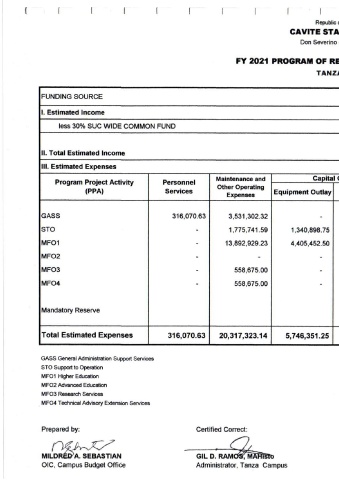 Republic
CAVITE STA
Don Severino
FY 2021 PROGRAM OF RE
TANZA
FUNDING SOURCE
I. Estimated Income
less 30% SUC WIDE COMMON FUND
II. Total Estimated Income
III. Estimated Expenses
Program Project Activity (PPA) Personnel Services Maintenance and Other Operating Expenses Capital Equipment Outlay
GASS 316,070.63 3,531,302.32 -
STO - 1,775,741.59 1,340,898.75
MFO1 - 13,892,929.23 4,405,452.50
MFO2 - - -
MFO3 - 558,675.00 -
MFO4 - 558,675.00 -
Mandatory Reserve
Total Estimated Expenses 316,070.63 20,317,323.14 5,746,351.25
GASS General Administration Support Services
STO Support to Operation
MFO1 Higher Education
MFO2 Advanced Education
MFO3 Research Services
MFO4 Technical Advisory Extension Services
Prepared by: Certified Correct:
MILDRED A. SEBASTIAN GIL D. RAMOS, MAHisto
OIC, Campus Budget Office Administrator, Tanza Campus